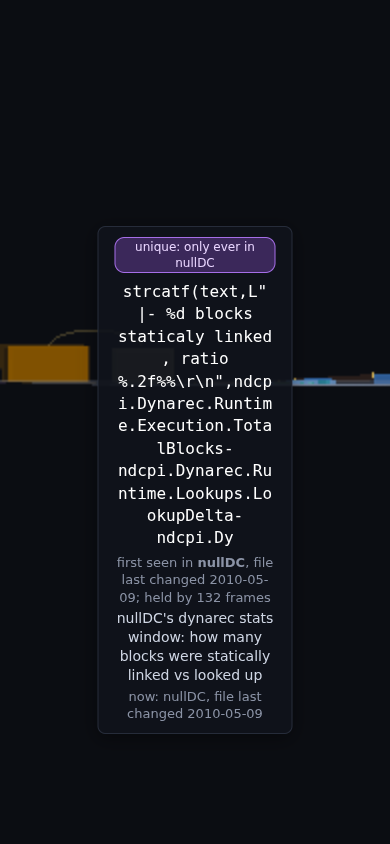 unique: only ever in
nullDC
strcatf(text,L"
|- %d blocks
staticaly linked
, ratio
%.2f%%\r\n",ndcp
i.Dynarec.Runtim
e.Execution.Tota
lBlocks-
ndcpi.Dynarec.Ru
ntime.Lookups.Lo
okupDelta-
ndcpi.Dy
first seen in nullDC, file
last changed 2010-05-
09; held by 132 frames
nullDC's dynarec stats
window: how many
blocks were statically
linked vs looked up
now: nullDC, file last
changed 2010-05-09